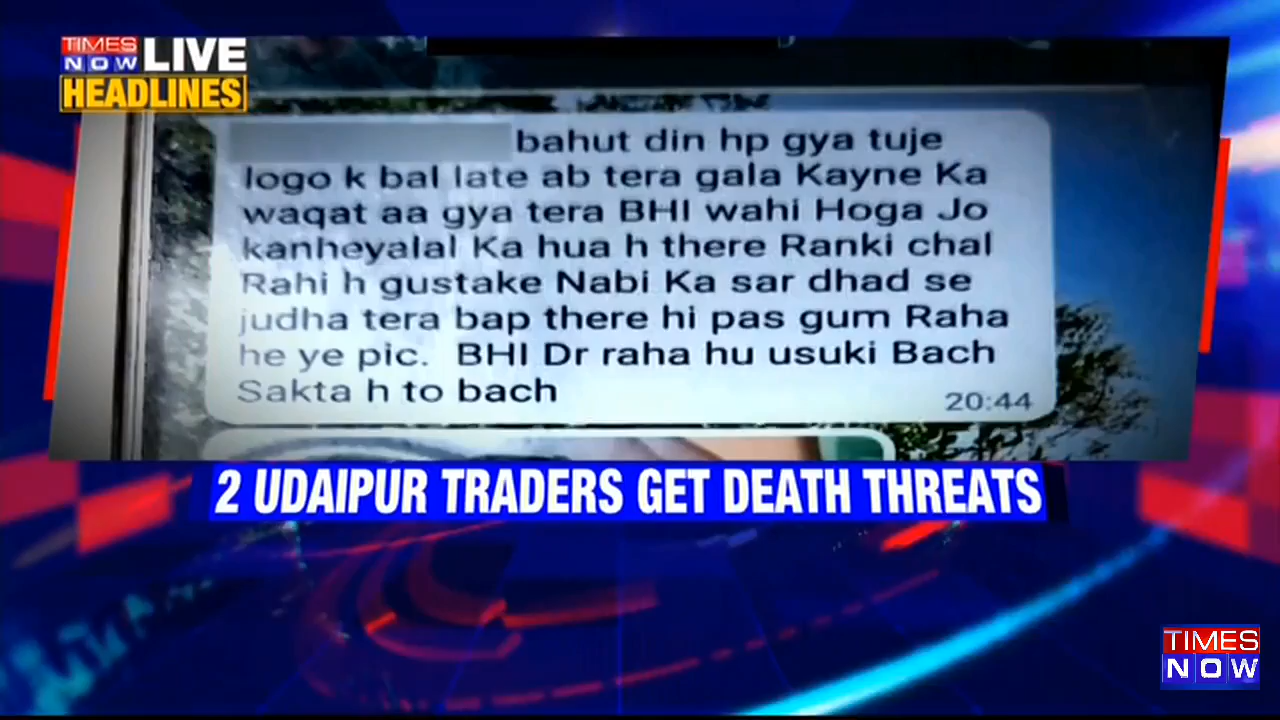 TIMES
NOW LIVE
HEADLINES
bahut din hp gya tuje
logo k bal late ab tera gala Kayne Ka
waqat aa gya tera BHI wahi Hoga Jo
kanheyalal Ka hua h there Ranki chal
Rahi h gustake Nabi Ka sar dhad se
judha tera bap there hi pas gum Raha
he ye pic. BHI Dr raha hu usuki Bach
Sakta h to bach
20:44
2 UDAIPUR TRADERS GET DEATH THREATS
TIMES
NOW